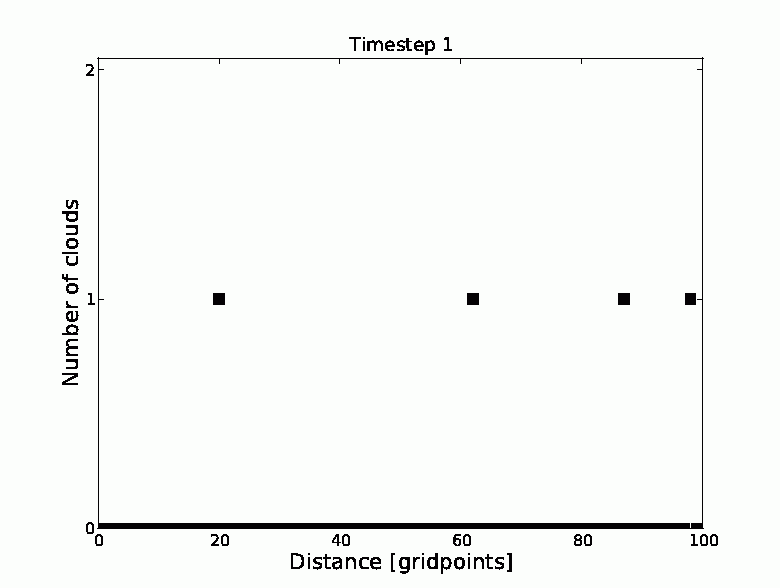 Timestep 1
2
1
0
Number of clouds
0 20 40 60 80 100
Distance [gridpoints]